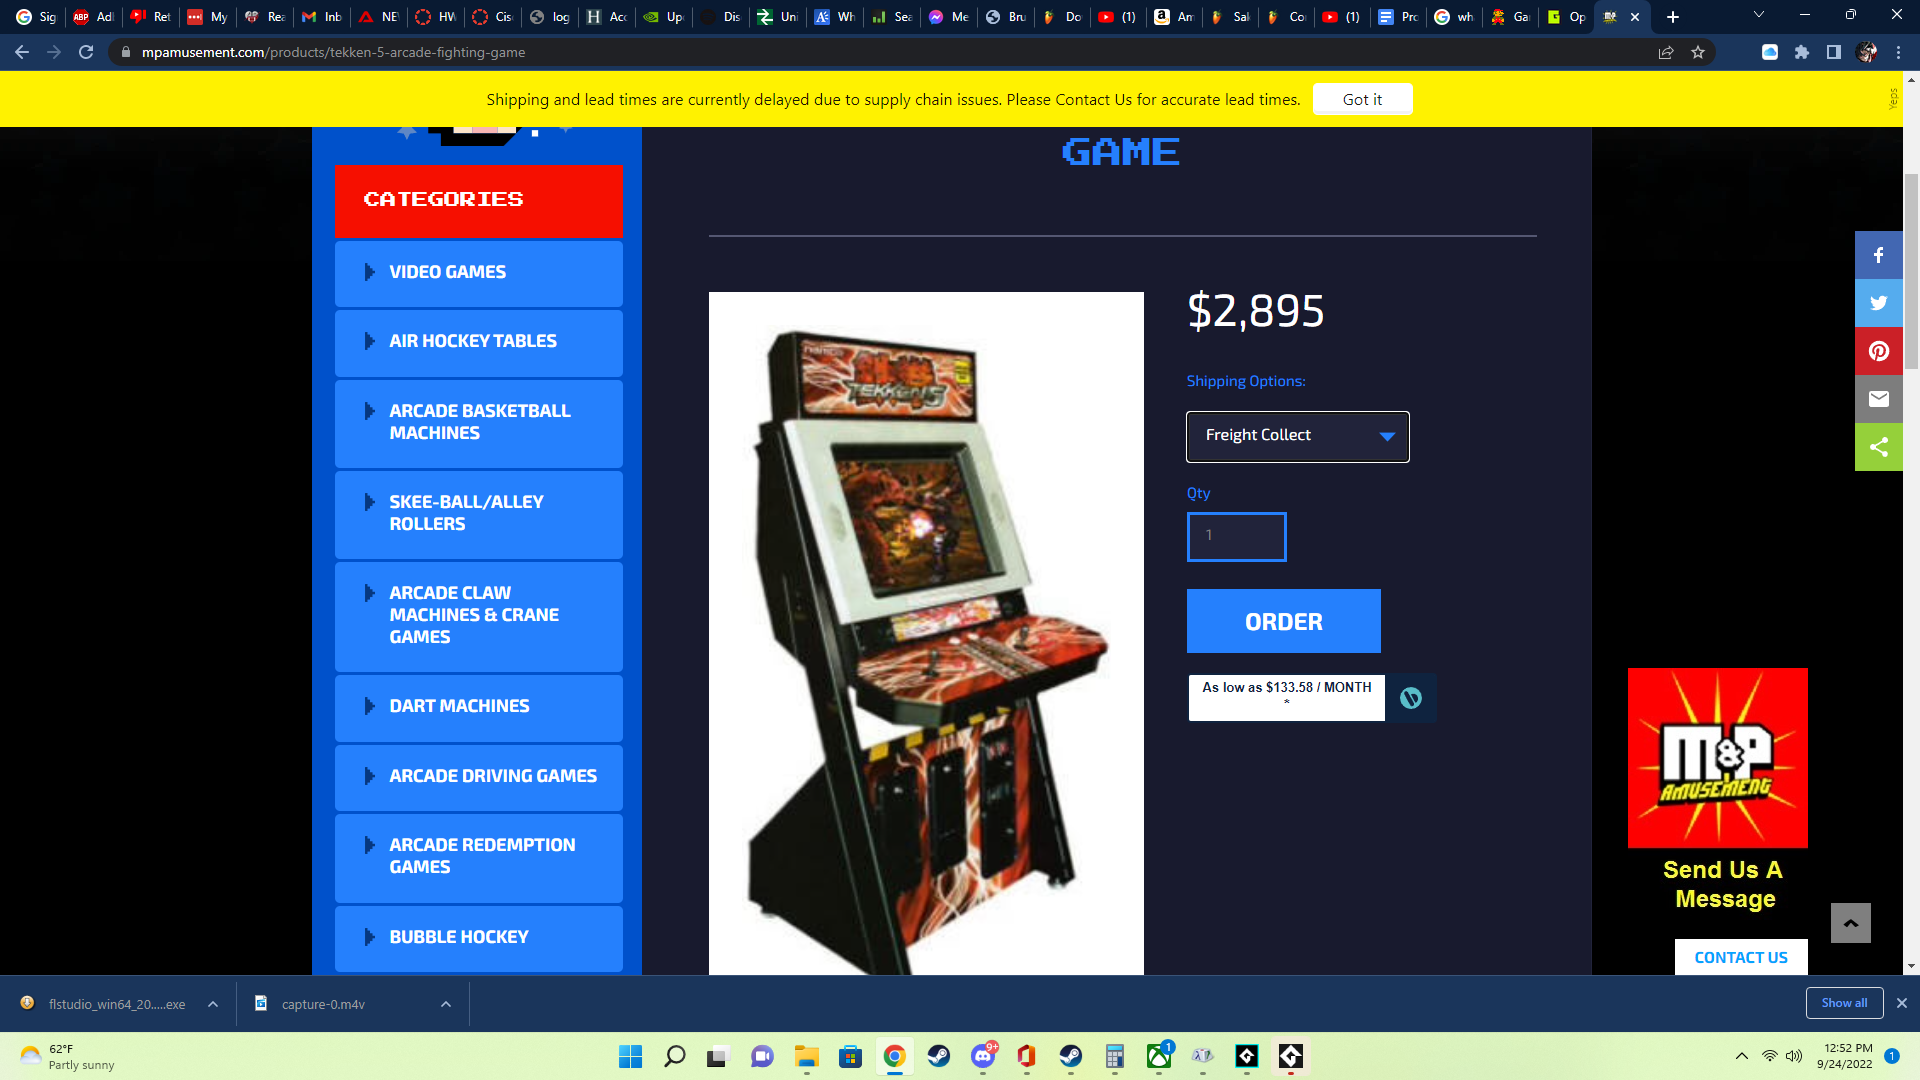 Sig
Adl
Ret
My
Rea
Inb
NE
HW
Cis
log
Acc
Up
Dis
Uni
Wh
Sea
Me
Bru
Do
(1)
Am
Sal
Co
(1)
Pro
wh
Gar
Op
mpamusement.com/products/tekken-5-arcade-fighting-game
Shipping and lead times are currently delayed due to supply chain issues. Please Contact Us for accurate lead times.
Got it
Yeps
GAME
CATEGORIES
VIDEO GAMES
AIR HOCKEY TABLES
ARCADE BASKETBALL
MACHINES
SKEE-BALL/ALLEY
ROLLERS
ARCADE CLAW
MACHINES & CRANE
GAMES
DART MACHINES
ARCADE DRIVING GAMES
ARCADE REDEMPTION
GAMES
BUBBLE HOCKEY
namco
TEKKEN 5
$2,895
Shipping Options:
Freight Collect
Qty
1
ORDER
As low as $133.58 / MONTH
*
M&P
AMUSEMENT
Send Us A
Message
CONTACT US
flstudio_win64_20.....exe
capture-0.m4v
Show all
62°F
Partly sunny
9+
1
12:52 PM
9/24/2022
1